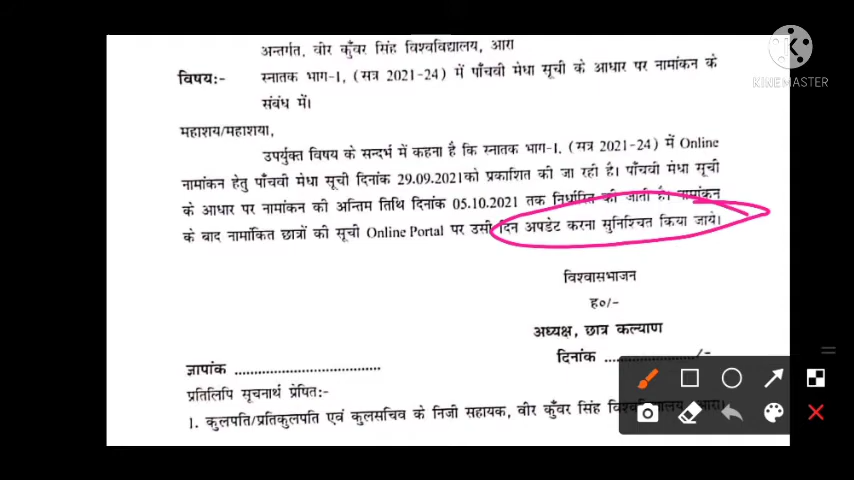 अन्तर्गत, वीर कुँवर सिंह विश्वविद्यालय, आरा
विषय:- स्नातक भाग-I, (सत्र 2021-24) में पाँचवी मेधा सूची के आधार पर नामांकन के
संबंध में।
महाशय/महाशया,
उपर्युक्त विषय के सन्दर्भ में कहना है कि स्नातक भाग-I. (सत्र 2021-24) में Online
नामांकन हेतु पाँचवी मेधा सूची दिनांक 29.09.2021को प्रकाशित की जा रही है। पाँचवी मेधा सूची
के आधार पर नामांकन की अन्तिम तिथि दिनांक 05.10.2021 तक निर्धारित की जाती है। नामांकन
के बाद नामांकित छात्रों की सूची Online Portal पर उसी दिन अपडेट करना सुनिश्चित किया जाये।
विश्वासभाजन
ह०/-
अध्यक्ष, छात्र कल्याण
दिनांक ................../-
ज्ञापांक ....................................
प्रतिलिपि सूचनार्थ प्रेषित:-
1. कुलपति/प्रतिकुलपति एवं कुलसचिव के निजी सहायक, वीर कुँवर सिंह विश्वविद्यालय, आरा।
KINEMASTER